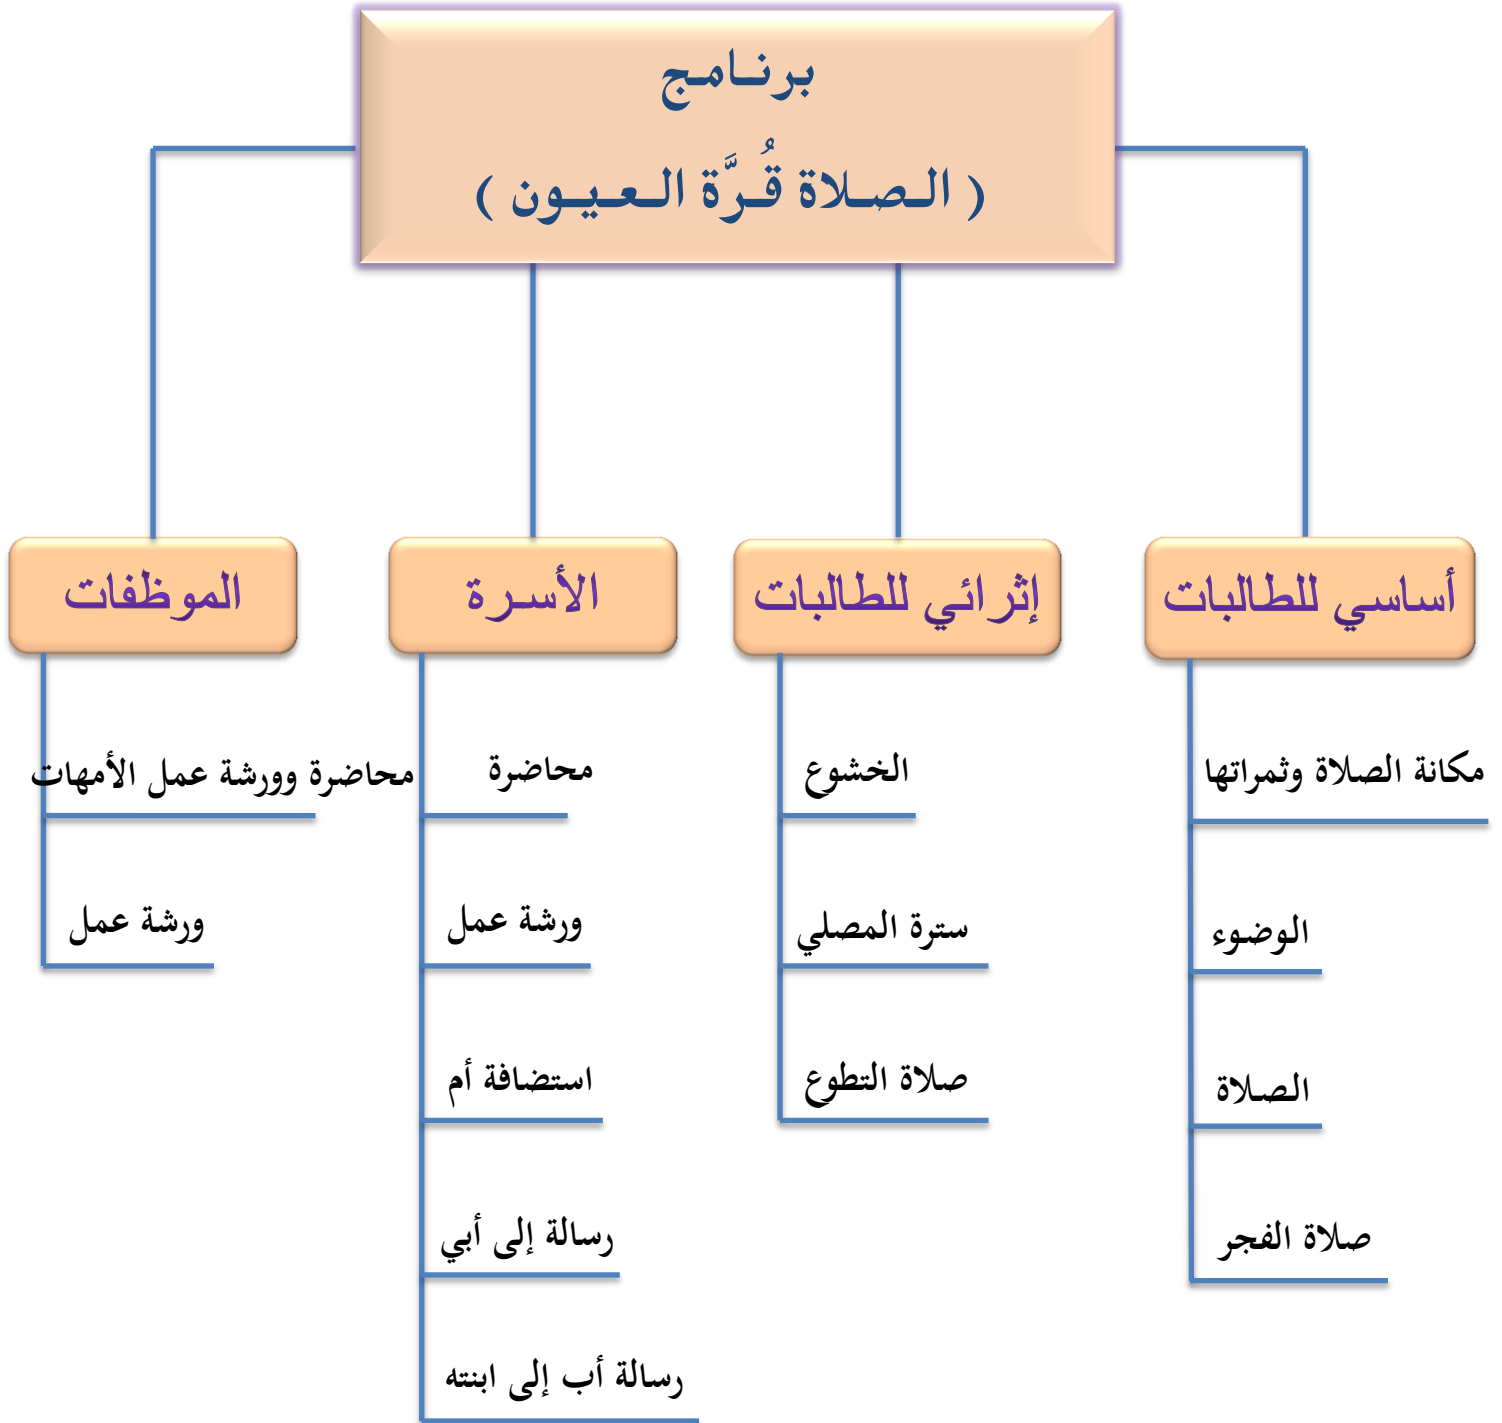 برنامج
( الصلاة قُرَّة العيون )
أساسي للطالبات
مكانة الصلاة وثمراتها
الوضوء
الصلاة
صلاة الفجر
إثرائي للطالبات
الخشوع
سترة المصلي
صلاة التطوع
الأسرة
محاضرة
ورشة عمل
استضافة أم
رسالة إلى أبي
رسالة أب إلى ابنته
الموظفات
محاضرة وورشة عمل الأمهات
ورشة عمل